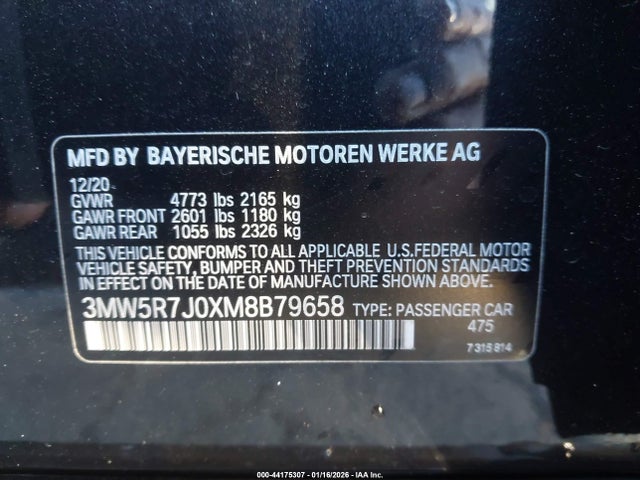 MFD BY BAYERISCHE MOTOREN WERKE AG
12/20
GVWR 4773 lbs 2165 kg
GAWR FRONT 2601 lbs 1180 kg
GAWR REAR 1055 lbs 2326 kg
THIS VEHICLE CONFORMS TO ALL APPLICABLE U.S.FEDERAL MOTOR
VEHICLE SAFETY, BUMPER AND THEFT PREVENTION STANDARDS
IN EFFECT ON THE DATE OF MANUFACTURE SHOWN ABOVE.
3MW5R7J0XM8B79658 TYPE: PASSENGER CAR
475
7315814
000-44175307 - 01/16/2026 - IAA Inc.